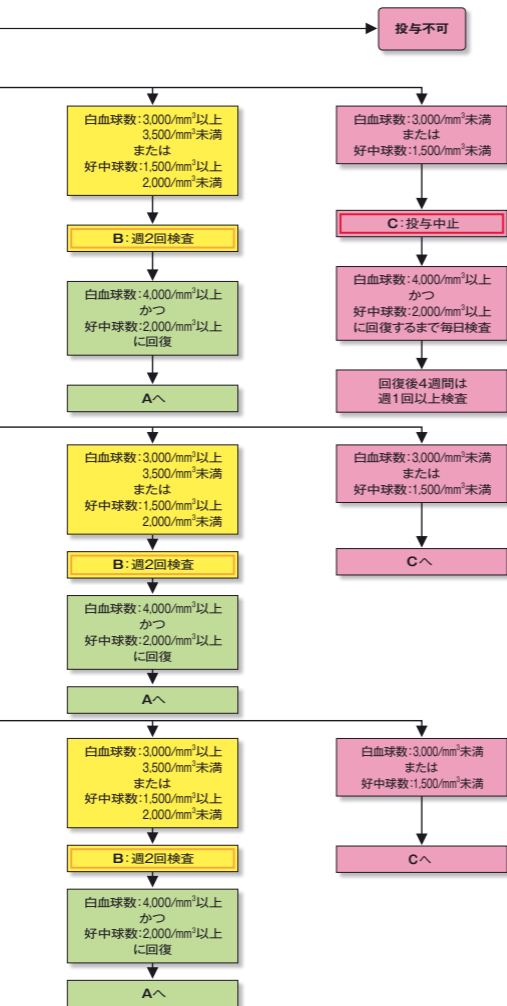 投与不可
白血球数:3,000/mm³以上
3,500/mm³未満
または
好中球数:1,500/mm³以上
2,000/mm³未満
B:週2回検査
白血球数:4,000/mm³以上
かつ
好中球数:2,000/mm³以上
に回復
Aへ
白血球数:3,000/mm³未満
または
好中球数:1,500/mm³未満
C:投与中止
白血球数:4,000/mm³以上
かつ
好中球数:2,000/mm³以上
に回復するまで毎日検査
回復後4週間は
週1回以上検査
白血球数:3,000/mm³以上
3,500/mm³未満
または
好中球数:1,500/mm³以上
2,000/mm³未満
B:週2回検査
白血球数:4,000/mm³以上
かつ
好中球数:2,000/mm³以上
に回復
Aへ
白血球数:3,000/mm³未満
または
好中球数:1,500/mm³未満
Cへ
白血球数:3,000/mm³以上
3,500/mm³未満
または
好中球数:1,500/mm³以上
2,000/mm³未満
B:週2回検査
白血球数:4,000/mm³以上
かつ
好中球数:2,000/mm³以上
に回復
Aへ
白血球数:3,000/mm³未満
または
好中球数:1,500/mm³未満
Cへ